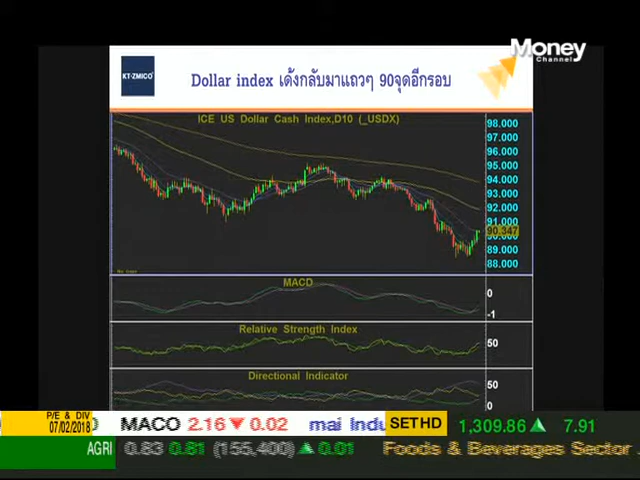 Money
Channel
KT-ZMICO
Dollar index เด้งกลับมาแถวๆ 90จุดอีกรอบ
ICE US Dollar Cash Index,D10 (_USDX)
98.000
97.000
96.000
95.000
94.000
93.000
92.000
91.000
90.347
89.000
88.000
MACD
0
-1
Relative Strength Index
50
Directional Indicator
50
0
P/E & DIV
07/02/2018
MACO 2.16 ▼ 0.02 mai Indu
SETHD 1,309.86 ▲ 7.91
AGRI 0.83 0.81 (155,400) ▲ 0.01 Foods & Beverages Sector